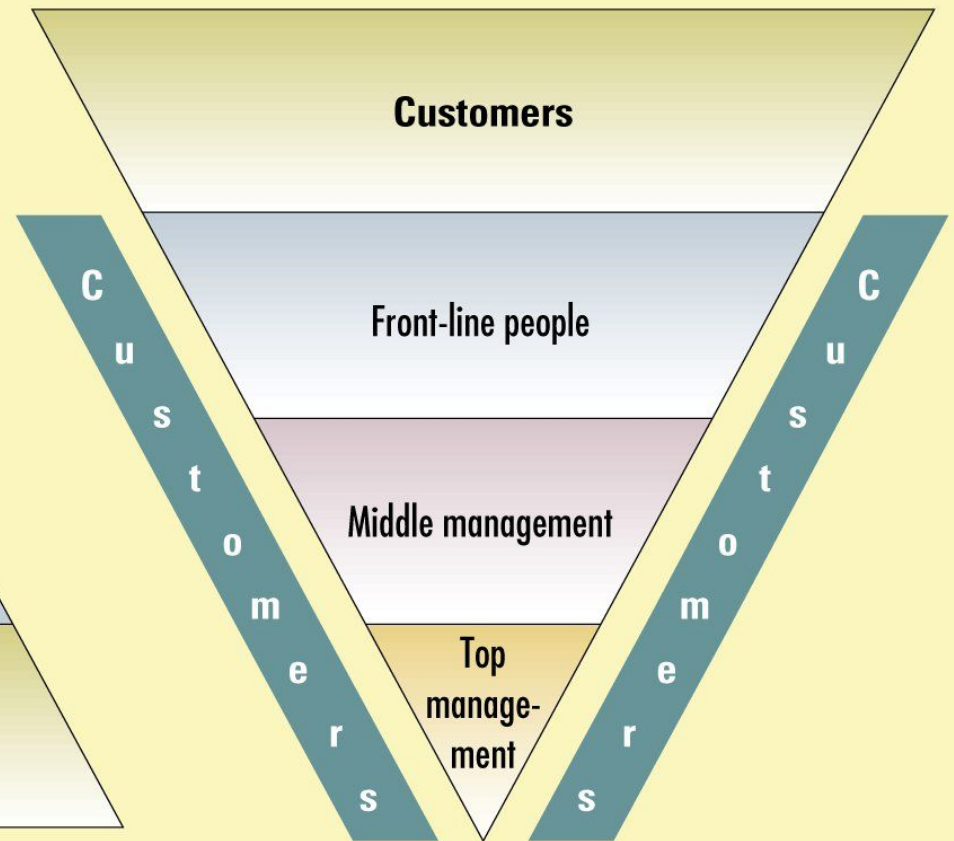 Customers
Front-line people
Middle management
Top
manage-
ment
Customers
Customers